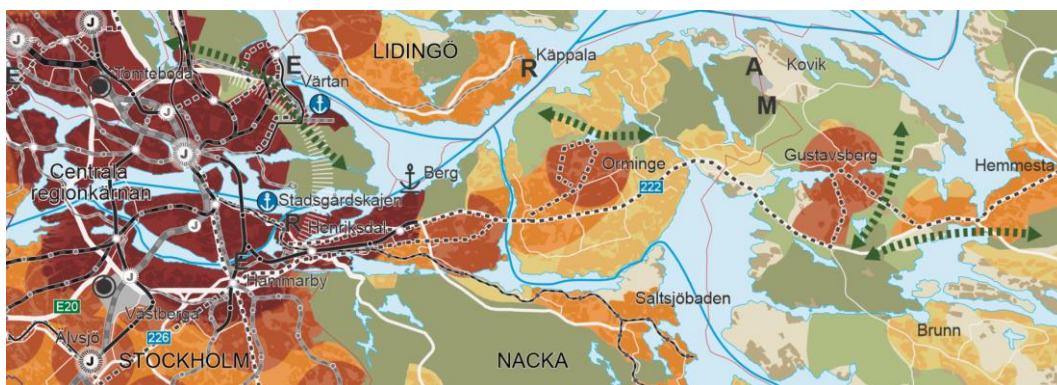 J
J
LIDINGÖ
R
Käppala
A
Kovik
E
E
Värtan
Tomteboda
M
J
J
Gustavsberg
Hemmesta
Orminge
Centrala
regionkärnan
Berg
222
Stadsgårdskajen
J
R
Henriksdal
E
Hammarby
J
Saltsjöbaden
E20
Västberga
Brunn
Älvsjö
226
J
STOCKHOLM
NACKA